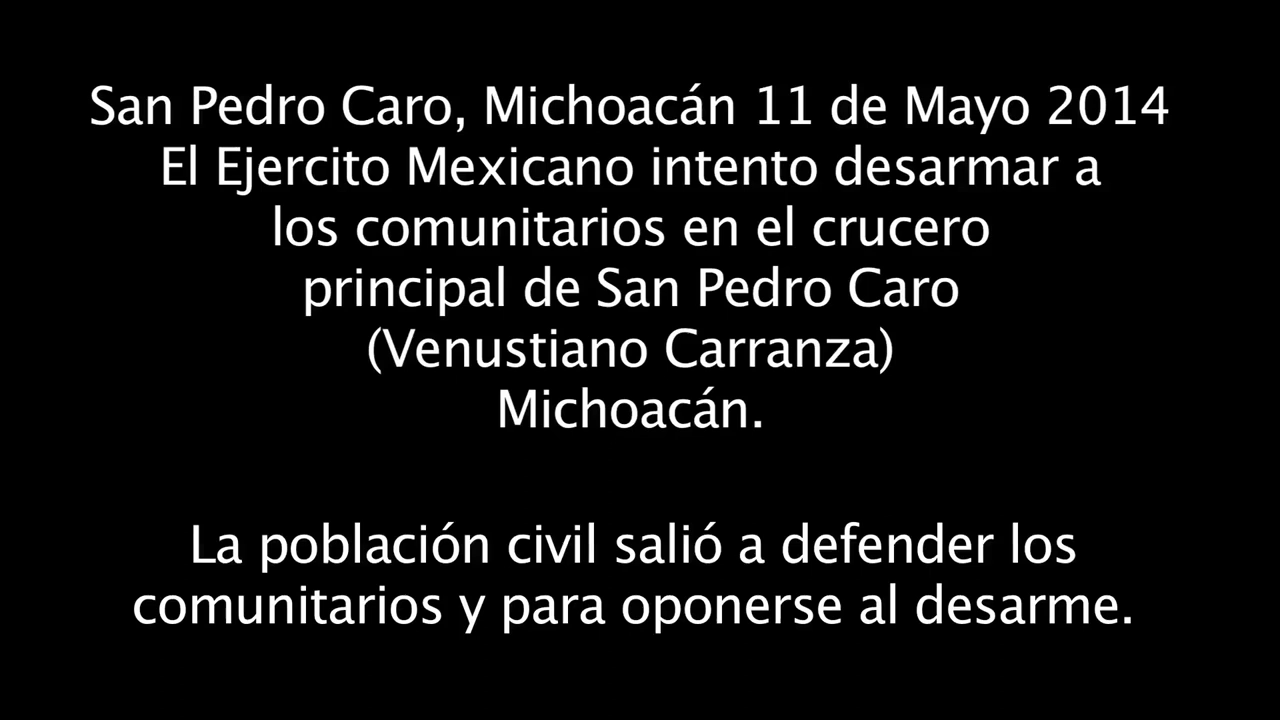 San Pedro Caro, Michoacán 11 de Mayo 2014
El Ejercito Mexicano intento desarmar a
los comunitarios en el crucero
principal de San Pedro Caro
(Venustiano Carranza)
Michoacán.
La población civil salió a defender los
comunitarios y para oponerse al desarme.